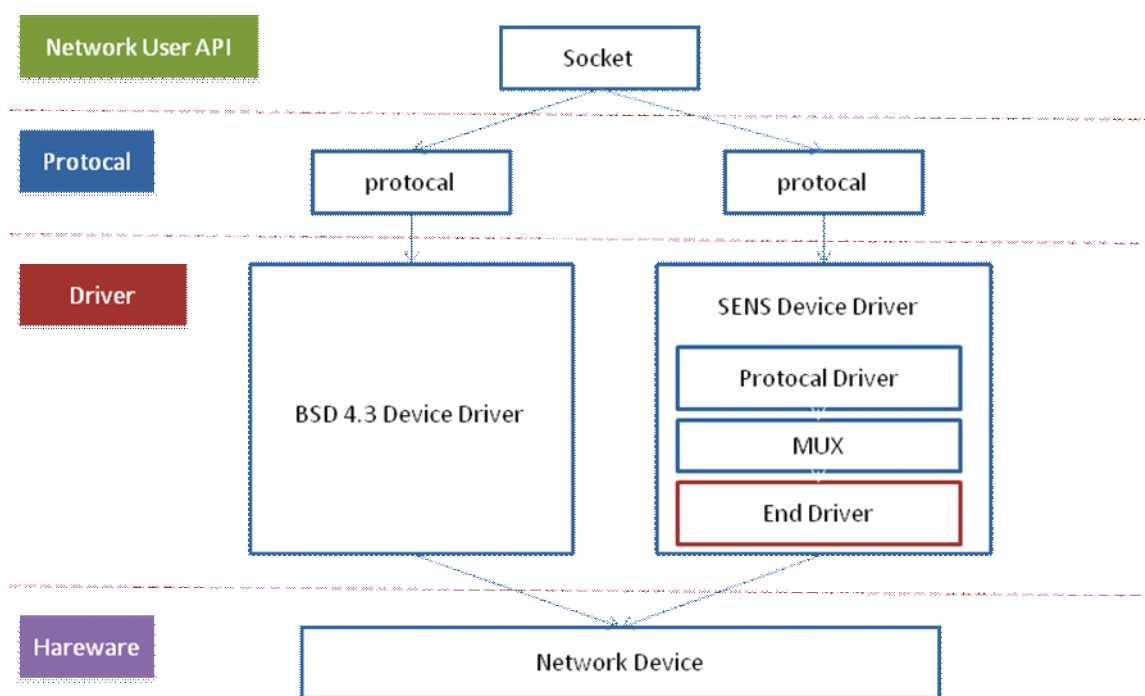 Network User API
Socket
Protocal
protocal
protocal
Driver
BSD 4.3 Device Driver
SENS Device Driver
Protocal Driver
MUX
End Driver
Hareware
Network Device